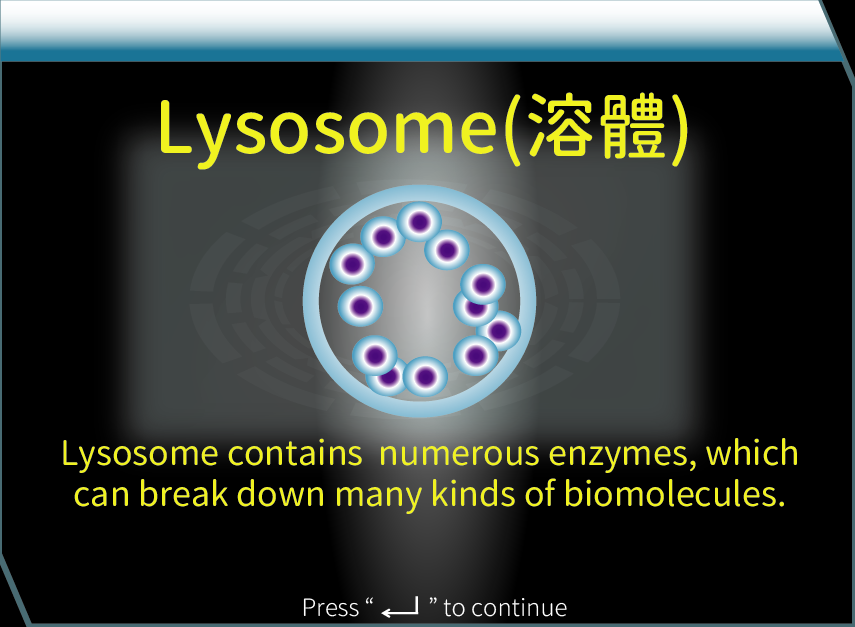 Lysosome(溶體)
Lysosome contains  numerous enzymes, which
can break down many kinds of biomolecules.
Press “ ↵ ” to continue